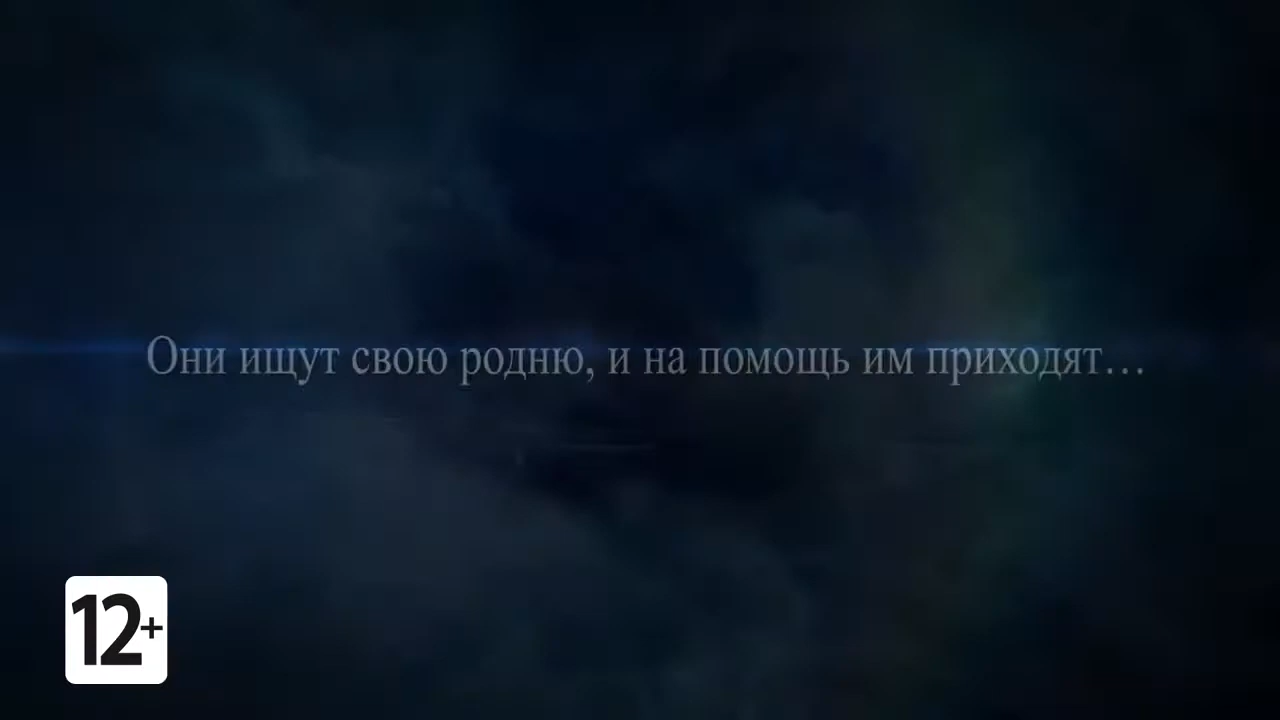 Они ищут свою родню, и на помощь им приходят...
12+